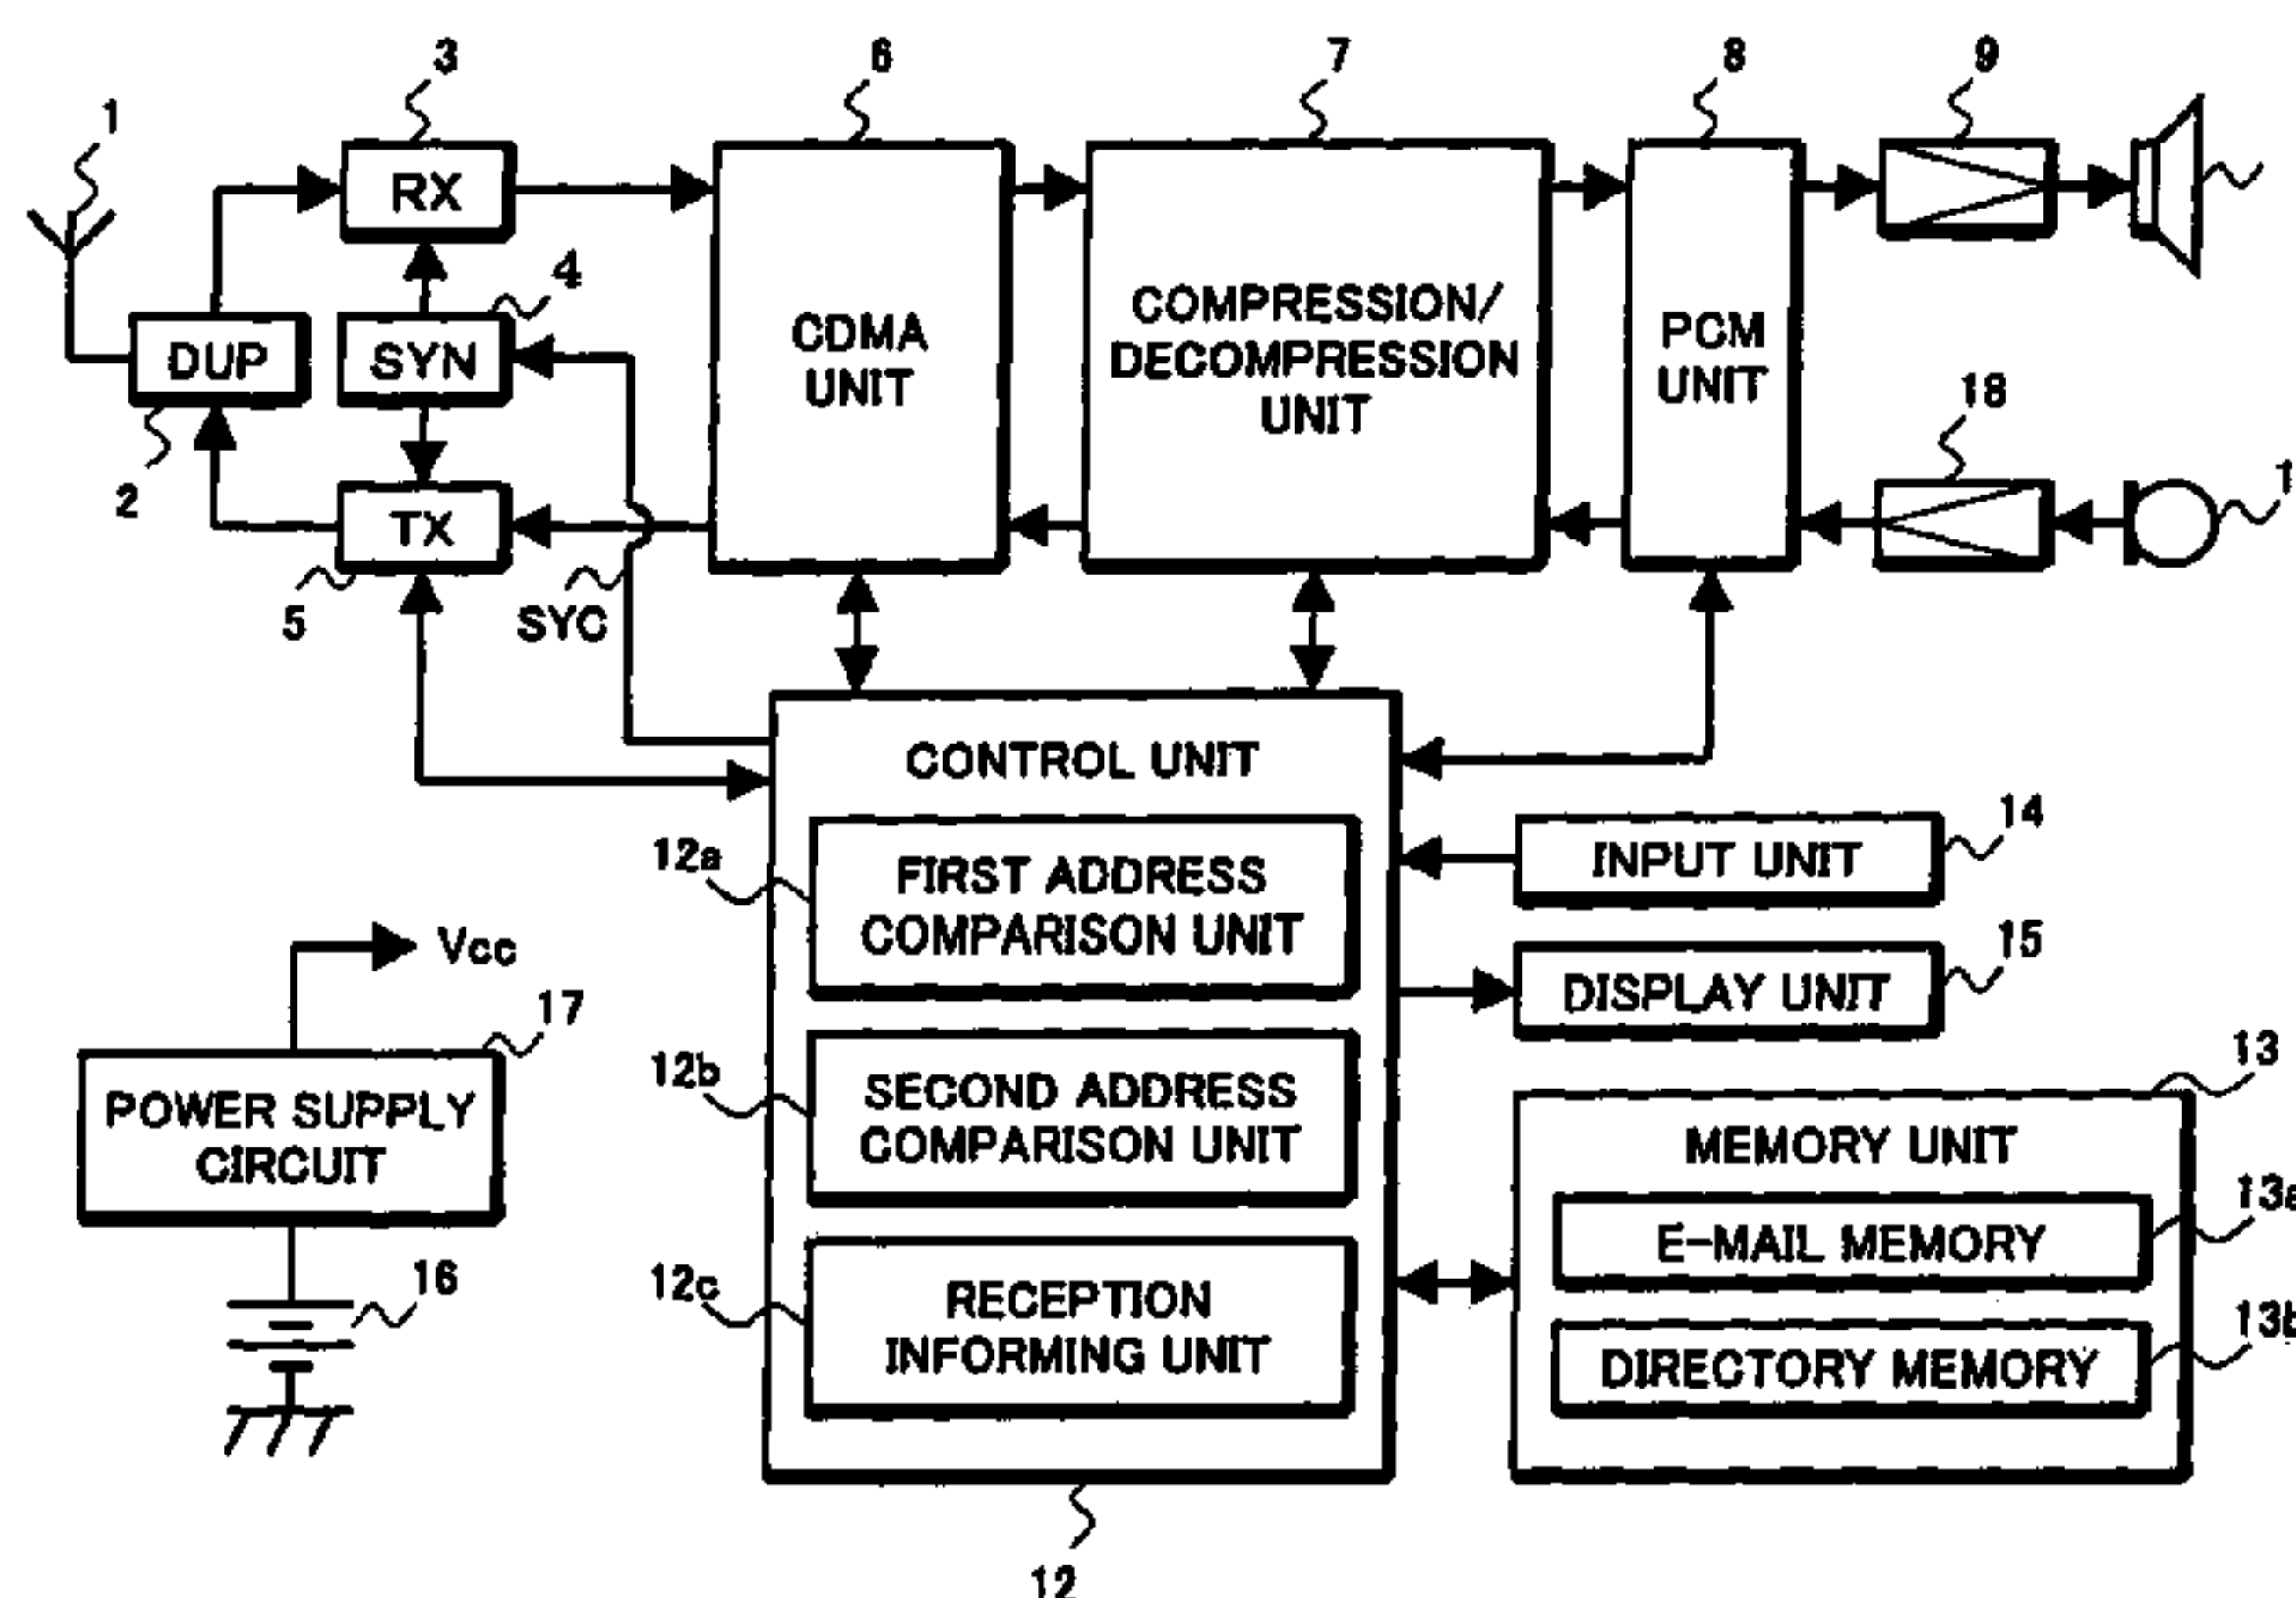 3
6
7
8
9
1
RX
4
CDMA
UNIT
COMPRESSION/
DECOMPRESSION
UNIT
PCM
UNIT
DUP
SYN
18
2
TX
1
5
SYC
CONTROL UNIT
14
12a
FIRST ADDRESS
COMPARISON UNIT
INPUT UNIT
Vcc
15
DISPLAY UNIT
17
12b
SECOND ADDRESS
COMPARISON UNIT
13
POWER SUPPLY
CIRCUIT
MEMORY UNIT
13a
E-MAIL MEMORY
16
12c
RECEPTION
INFORMING UNIT
13b
DIRECTORY MEMORY
12